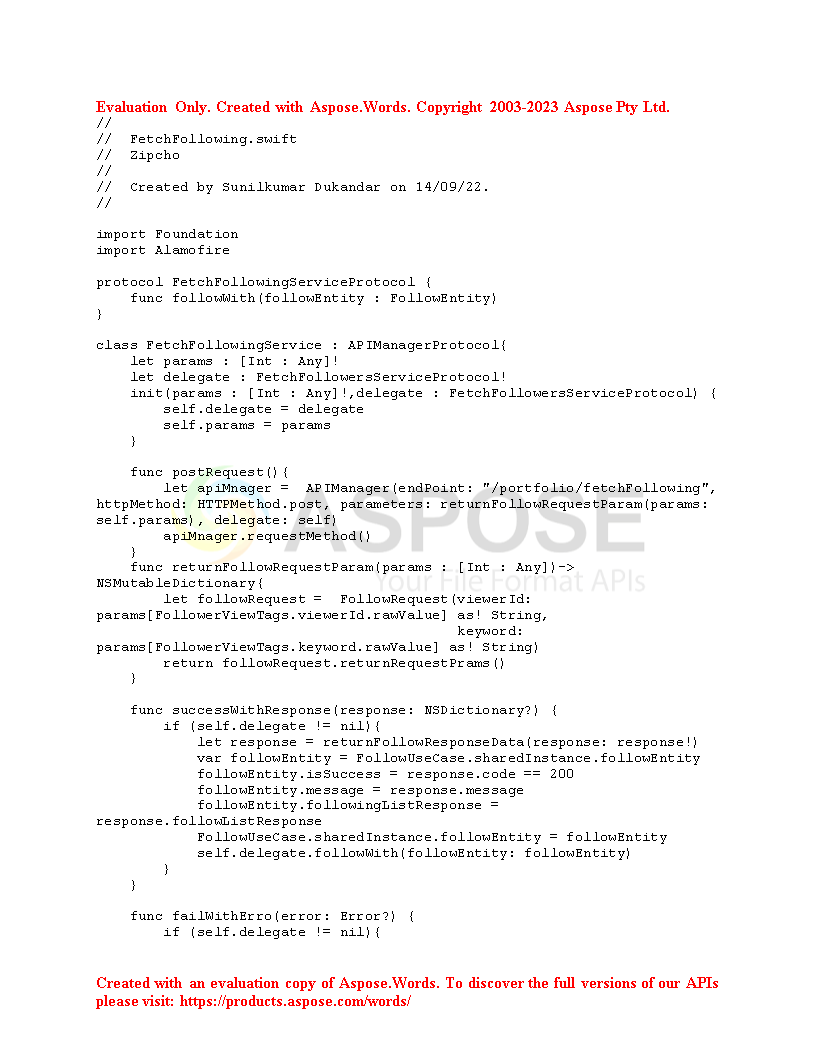 Evaluation Only. Created with Aspose.Words. Copyright 2003-2023 Aspose Pty Ltd.
//
//  FetchFollowing.swift
//  Zipcho
//
//  Created by Sunilkumar Dukandar on 14/09/22.
//
import Foundation
import Alamofire
protocol FetchFollowingServiceProtocol {
    func followWith(followEntity : FollowEntity)
}
class FetchFollowingService : APIManagerProtocol{
    let params : [Int : Any]!
    let delegate : FetchFollowersServiceProtocol!
    init(params : [Int : Any]!,delegate : FetchFollowersServiceProtocol) {
        self.delegate = delegate
        self.params = params
    }
    func postRequest(){
        let apiMnager =  APIManager(endPoint: "/portfolio/fetchFollowing",
httpMethod: HTTPMethod.post, parameters: returnFollowRequestParam(params:
self.params), delegate: self)
        apiMnager.requestMethod()
    }
    func returnFollowRequestParam(params : [Int : Any])->
NSMutableDictionary{
        let followRequest =  FollowRequest(viewerId:
params[FollowerViewTags.viewerId.rawValue] as! String,
                                           keyword:
params[FollowerViewTags.keyword.rawValue] as! String)
        return followRequest.returnRequestPrams()
    }
    func successWithResponse(response: NSDictionary?) {
        if (self.delegate != nil){
            let response = returnFollowResponseData(response: response!)
            var followEntity = FollowUseCase.sharedInstance.followEntity
            followEntity.isSuccess = response.code == 200
            followEntity.message = response.message
            followEntity.followingListResponse =
response.followListResponse
            FollowUseCase.sharedInstance.followEntity = followEntity
            self.delegate.followWith(followEntity: followEntity)
        }
    }
    func failWithErro(error: Error?) {
        if (self.delegate != nil){
ASPOSE
Your File Format APIs
Created with an evaluation copy of Aspose.Words. To discover the full versions of our APIs
please visit: https://products.aspose.com/words/